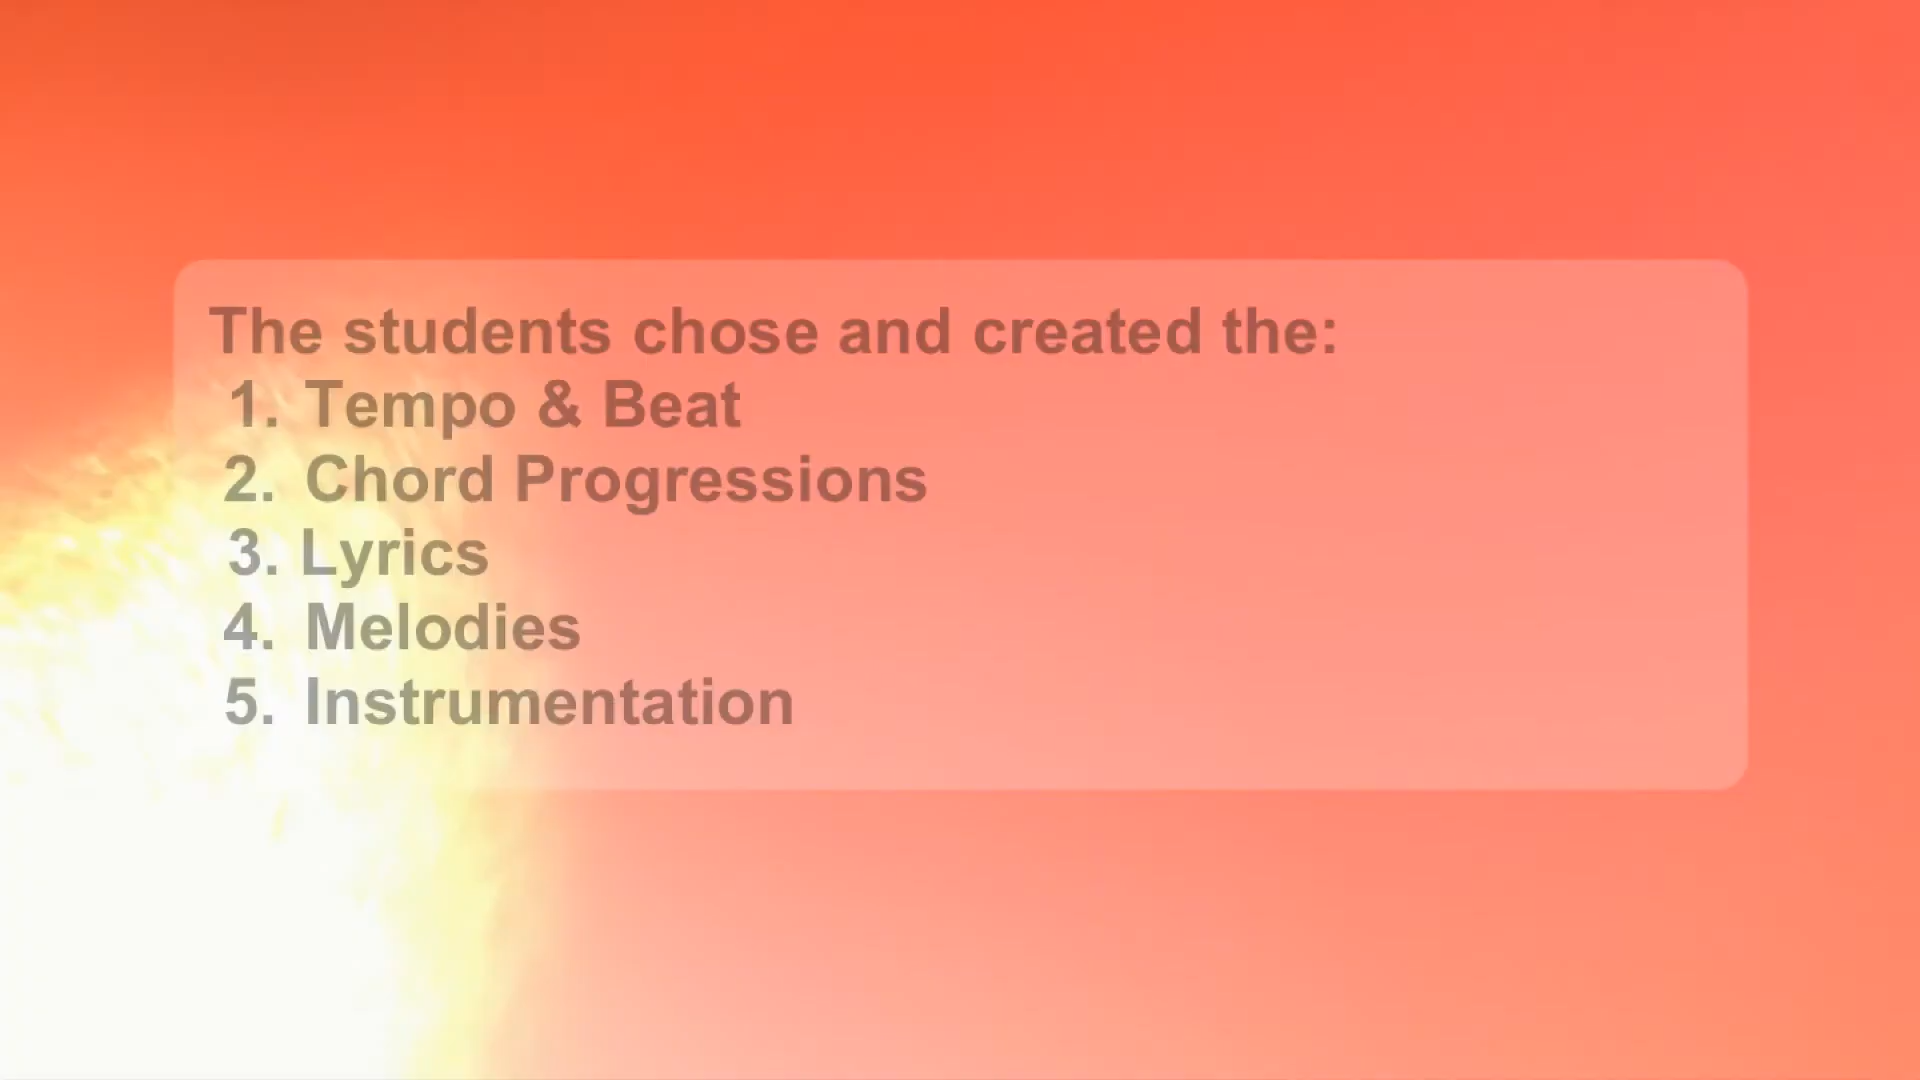 The students chose and created the:
1. Tempo & Beat
2. Chord Progressions
3. Lyrics
4. Melodies
5. Instrumentation